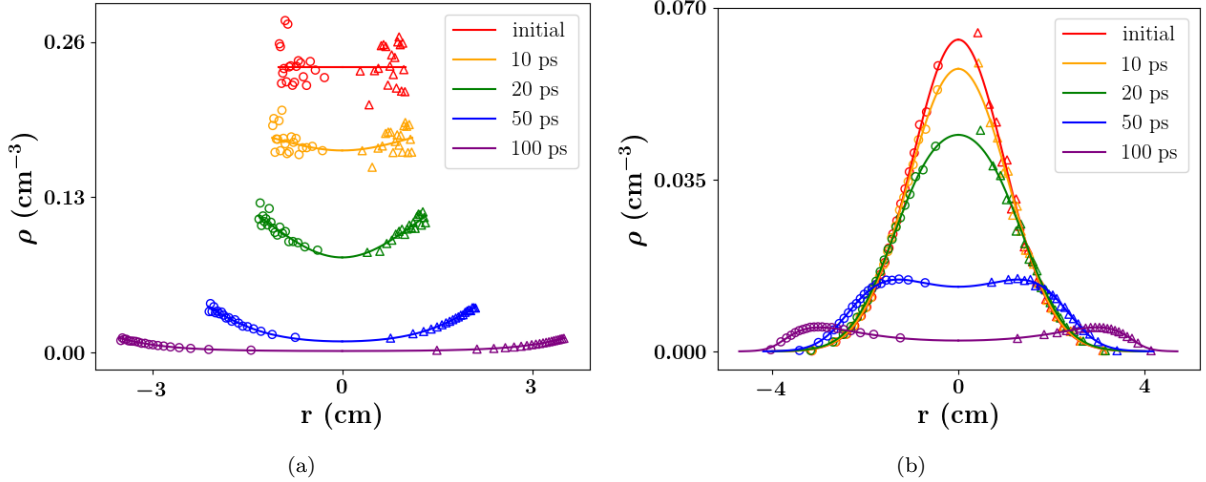 0.26
0.13
0.00
ρ (cm⁻³)
−3
0
3
r (cm)
initial
10 ps
20 ps
50 ps
100 ps
(a)
0.070
0.035
0.000
ρ (cm⁻³)
−4
0
4
r (cm)
initial
10 ps
20 ps
50 ps
100 ps
(b)